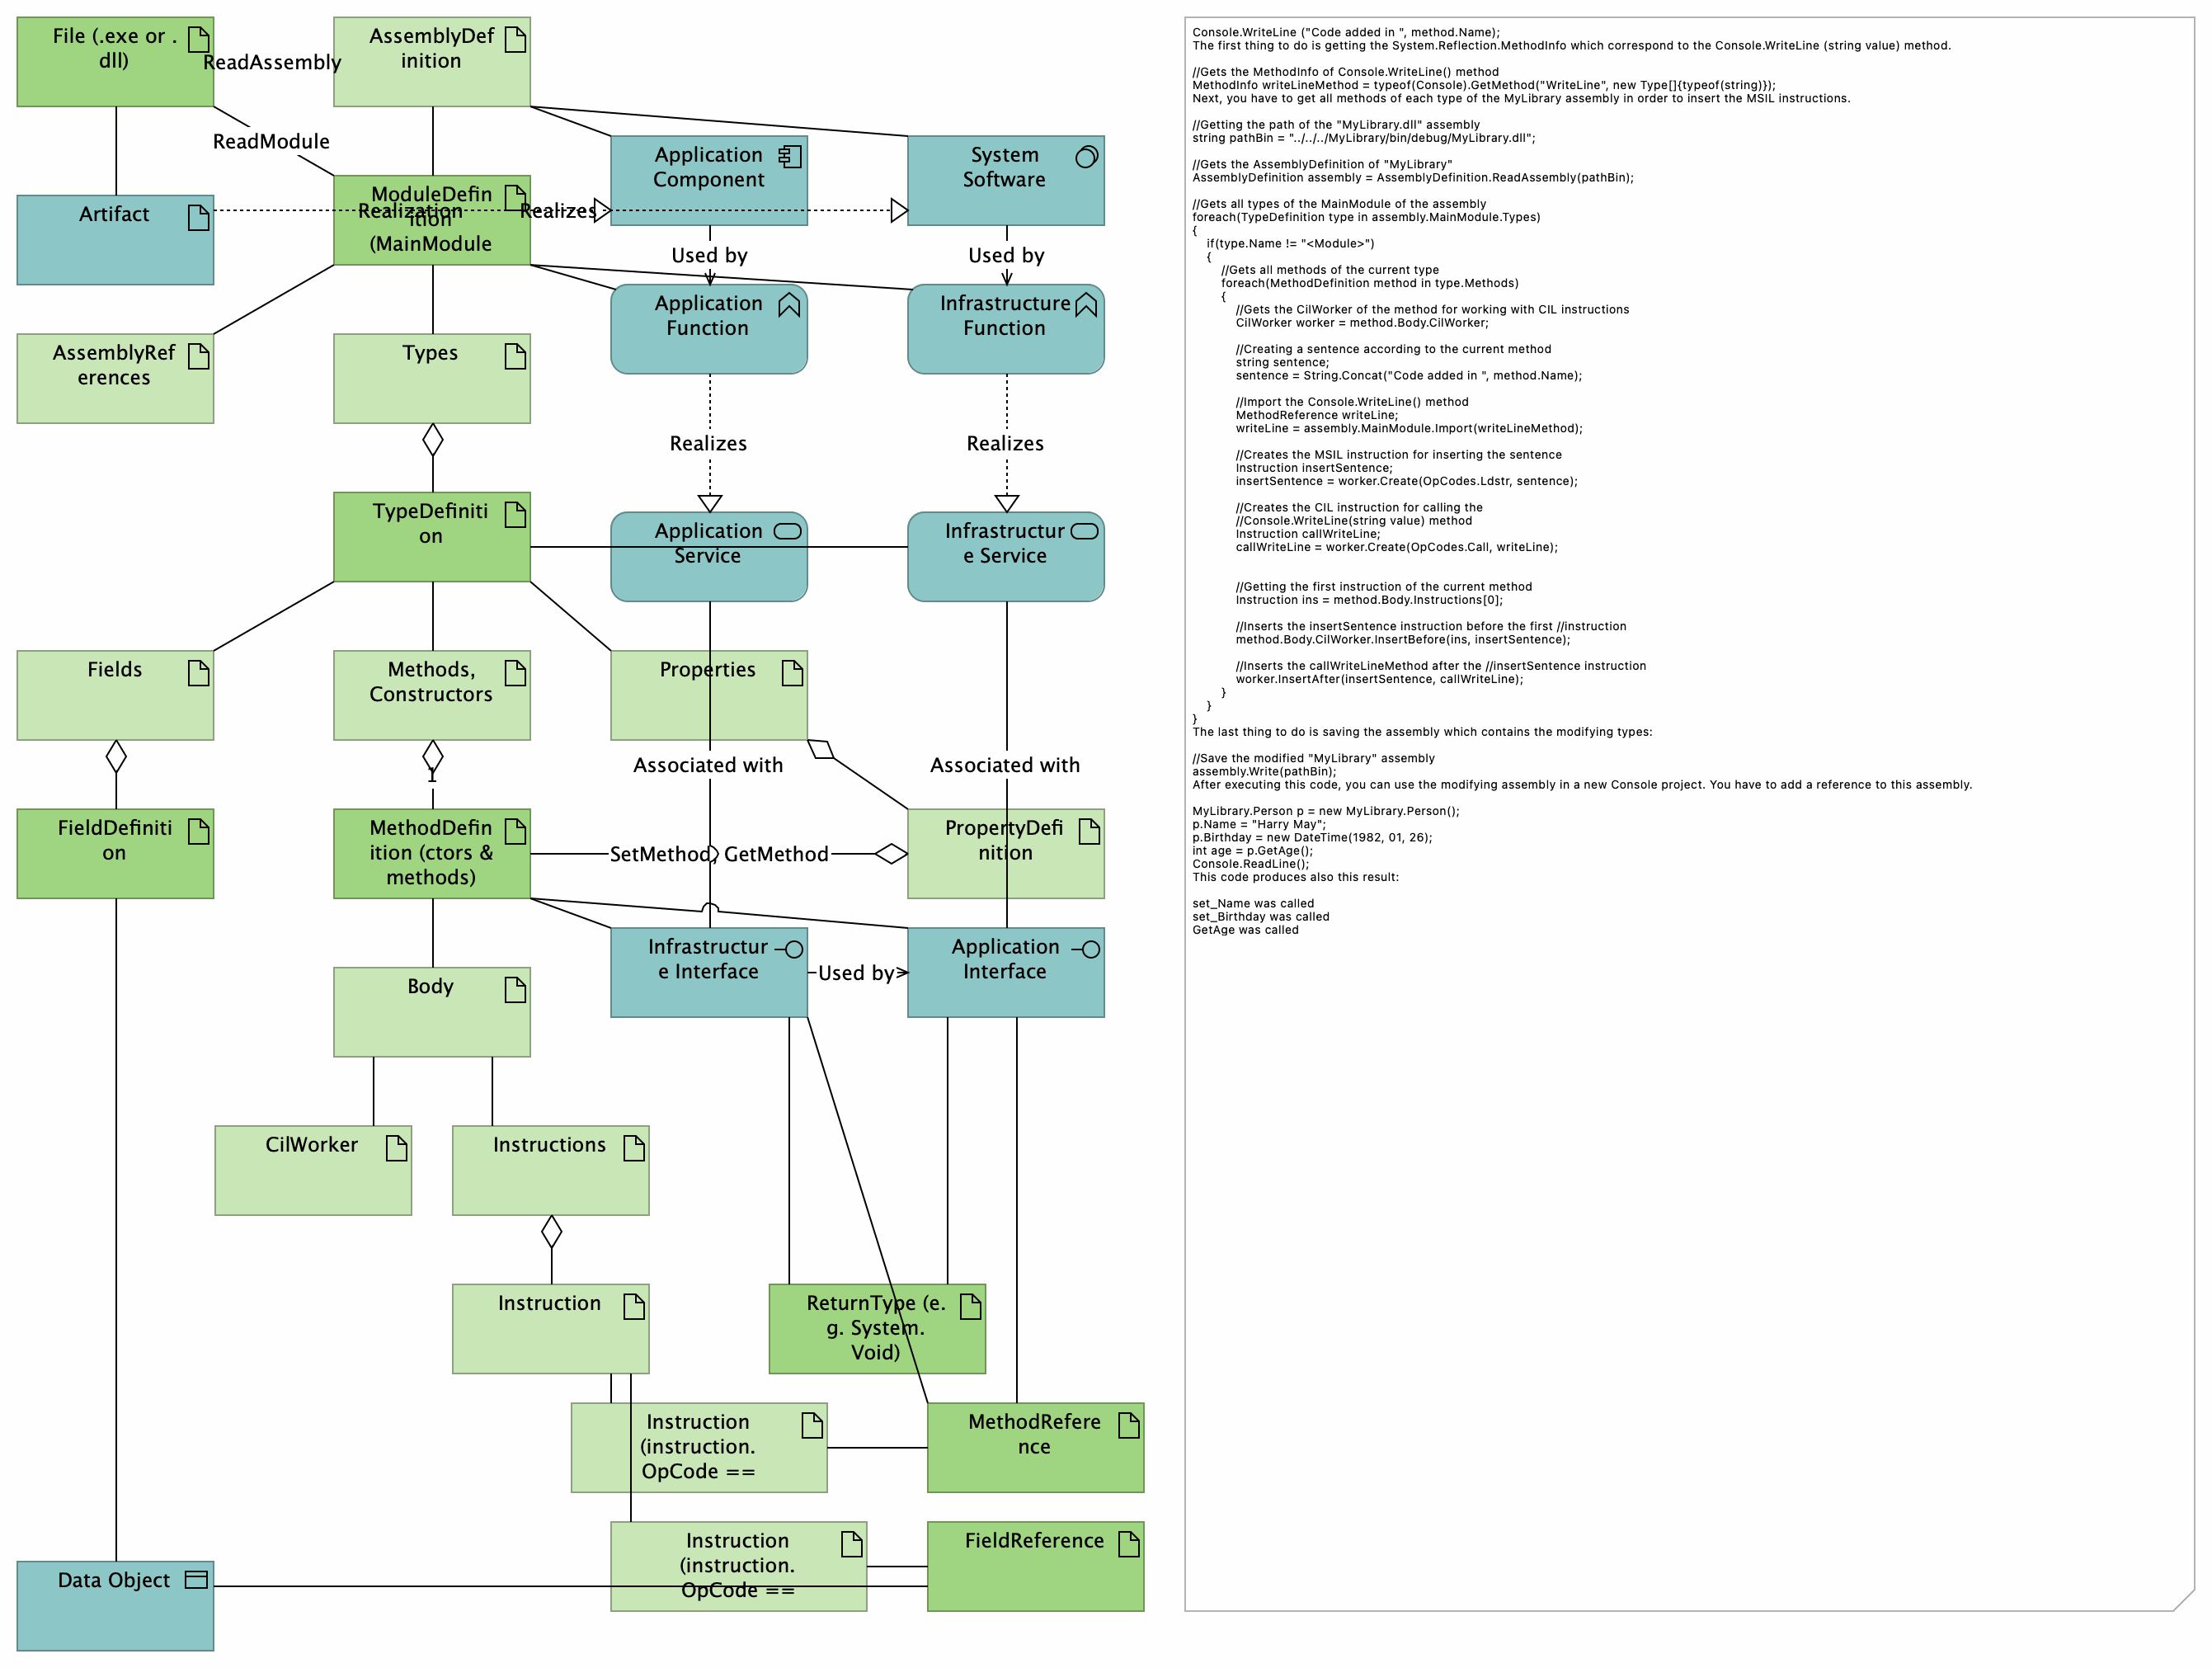 File (.exe or .
dll)
ReadAssembly
AssemblyDef
inition
ReadModule
Application
Component
System
Software
Artifact
ModuleDefin
ition
(MainModule
Realization
Realizes
Used by
Used by
Application
Function
Infrastructure
Function
AssemblyRef
erences
Types
Realizes
Realizes
TypeDefiniti
on
Application
Service
Infrastructur
e Service
Fields
Methods,
Constructors
Properties
Associated with
Associated with
1
FieldDefiniti
on
MethodDefin
ition (ctors &
methods)
SetMethod, GetMethod
PropertyDefi
nition
Infrastructur
e Interface
Used by
Application
Interface
Body
CilWorker
Instructions
Instruction
ReturnType (e.
g. System.
Void)
Instruction
(instruction.
OpCode ==
MethodRefere
nce
Instruction
(instruction.
OpCode ==
FieldReference
Data Object
Console.WriteLine ("Code added in ", method.Name);
The first thing to do is getting the System.Reflection.MethodInfo which correspond to the Console.WriteLine (string value) method.
//Gets the MethodInfo of Console.WriteLine() method
MethodInfo writeLineMethod = typeof(Console).GetMethod("WriteLine", new Type[]{typeof(string)});
Next, you have to get all methods of each type of the MyLibrary assembly in order to insert the MSIL instructions.
//Getting the path of the "MyLibrary.dll" assembly
string pathBin = "../../../MyLibrary/bin/debug/MyLibrary.dll";
//Gets the AssemblyDefinition of "MyLibrary"
AssemblyDefinition assembly = AssemblyDefinition.ReadAssembly(pathBin);
//Gets all types of the MainModule of the assembly
foreach(TypeDefinition type in assembly.MainModule.Types)
{
if(type.Name != "<Module>")
{
//Gets all methods of the current type
foreach(MethodDefinition method in type.Methods)
{
//Gets the CilWorker of the method for working with CIL instructions
CilWorker worker = method.Body.CilWorker;
//Creating a sentence according to the current method
string sentence;
sentence = String.Concat("Code added in ", method.Name);
//Import the Console.WriteLine() method
MethodReference writeLine;
writeLine = assembly.MainModule.Import(writeLineMethod);
//Creates the MSIL instruction for inserting the sentence
Instruction insertSentence;
insertSentence = worker.Create(OpCodes.Ldstr, sentence);
//Creates the CIL instruction for calling the
//Console.WriteLine(string value) method
Instruction callWriteLine;
callWriteLine = worker.Create(OpCodes.Call, writeLine);
//Getting the first instruction of the current method
Instruction ins = method.Body.Instructions[0];
//Inserts the insertSentence instruction before the first //instruction
method.Body.CilWorker.InsertBefore(ins, insertSentence);
//Inserts the callWriteLineMethod after the //insertSentence instruction
worker.InsertAfter(insertSentence, callWriteLine);
}
}
}
The last thing to do is saving the assembly which contains the modifying types:
//Save the modified "MyLibrary" assembly
assembly.Write(pathBin);
After executing this code, you can use the modifying assembly in a new Console project. You have to add a reference to this assembly.
MyLibrary.Person p = new MyLibrary.Person();
p.Name = "Harry May";
p.Birthday = new DateTime(1982, 01, 26);
int age = p.GetAge();
Console.ReadLine();
This code produces also this result:
set_Name was called
set_Birthday was called
GetAge was called